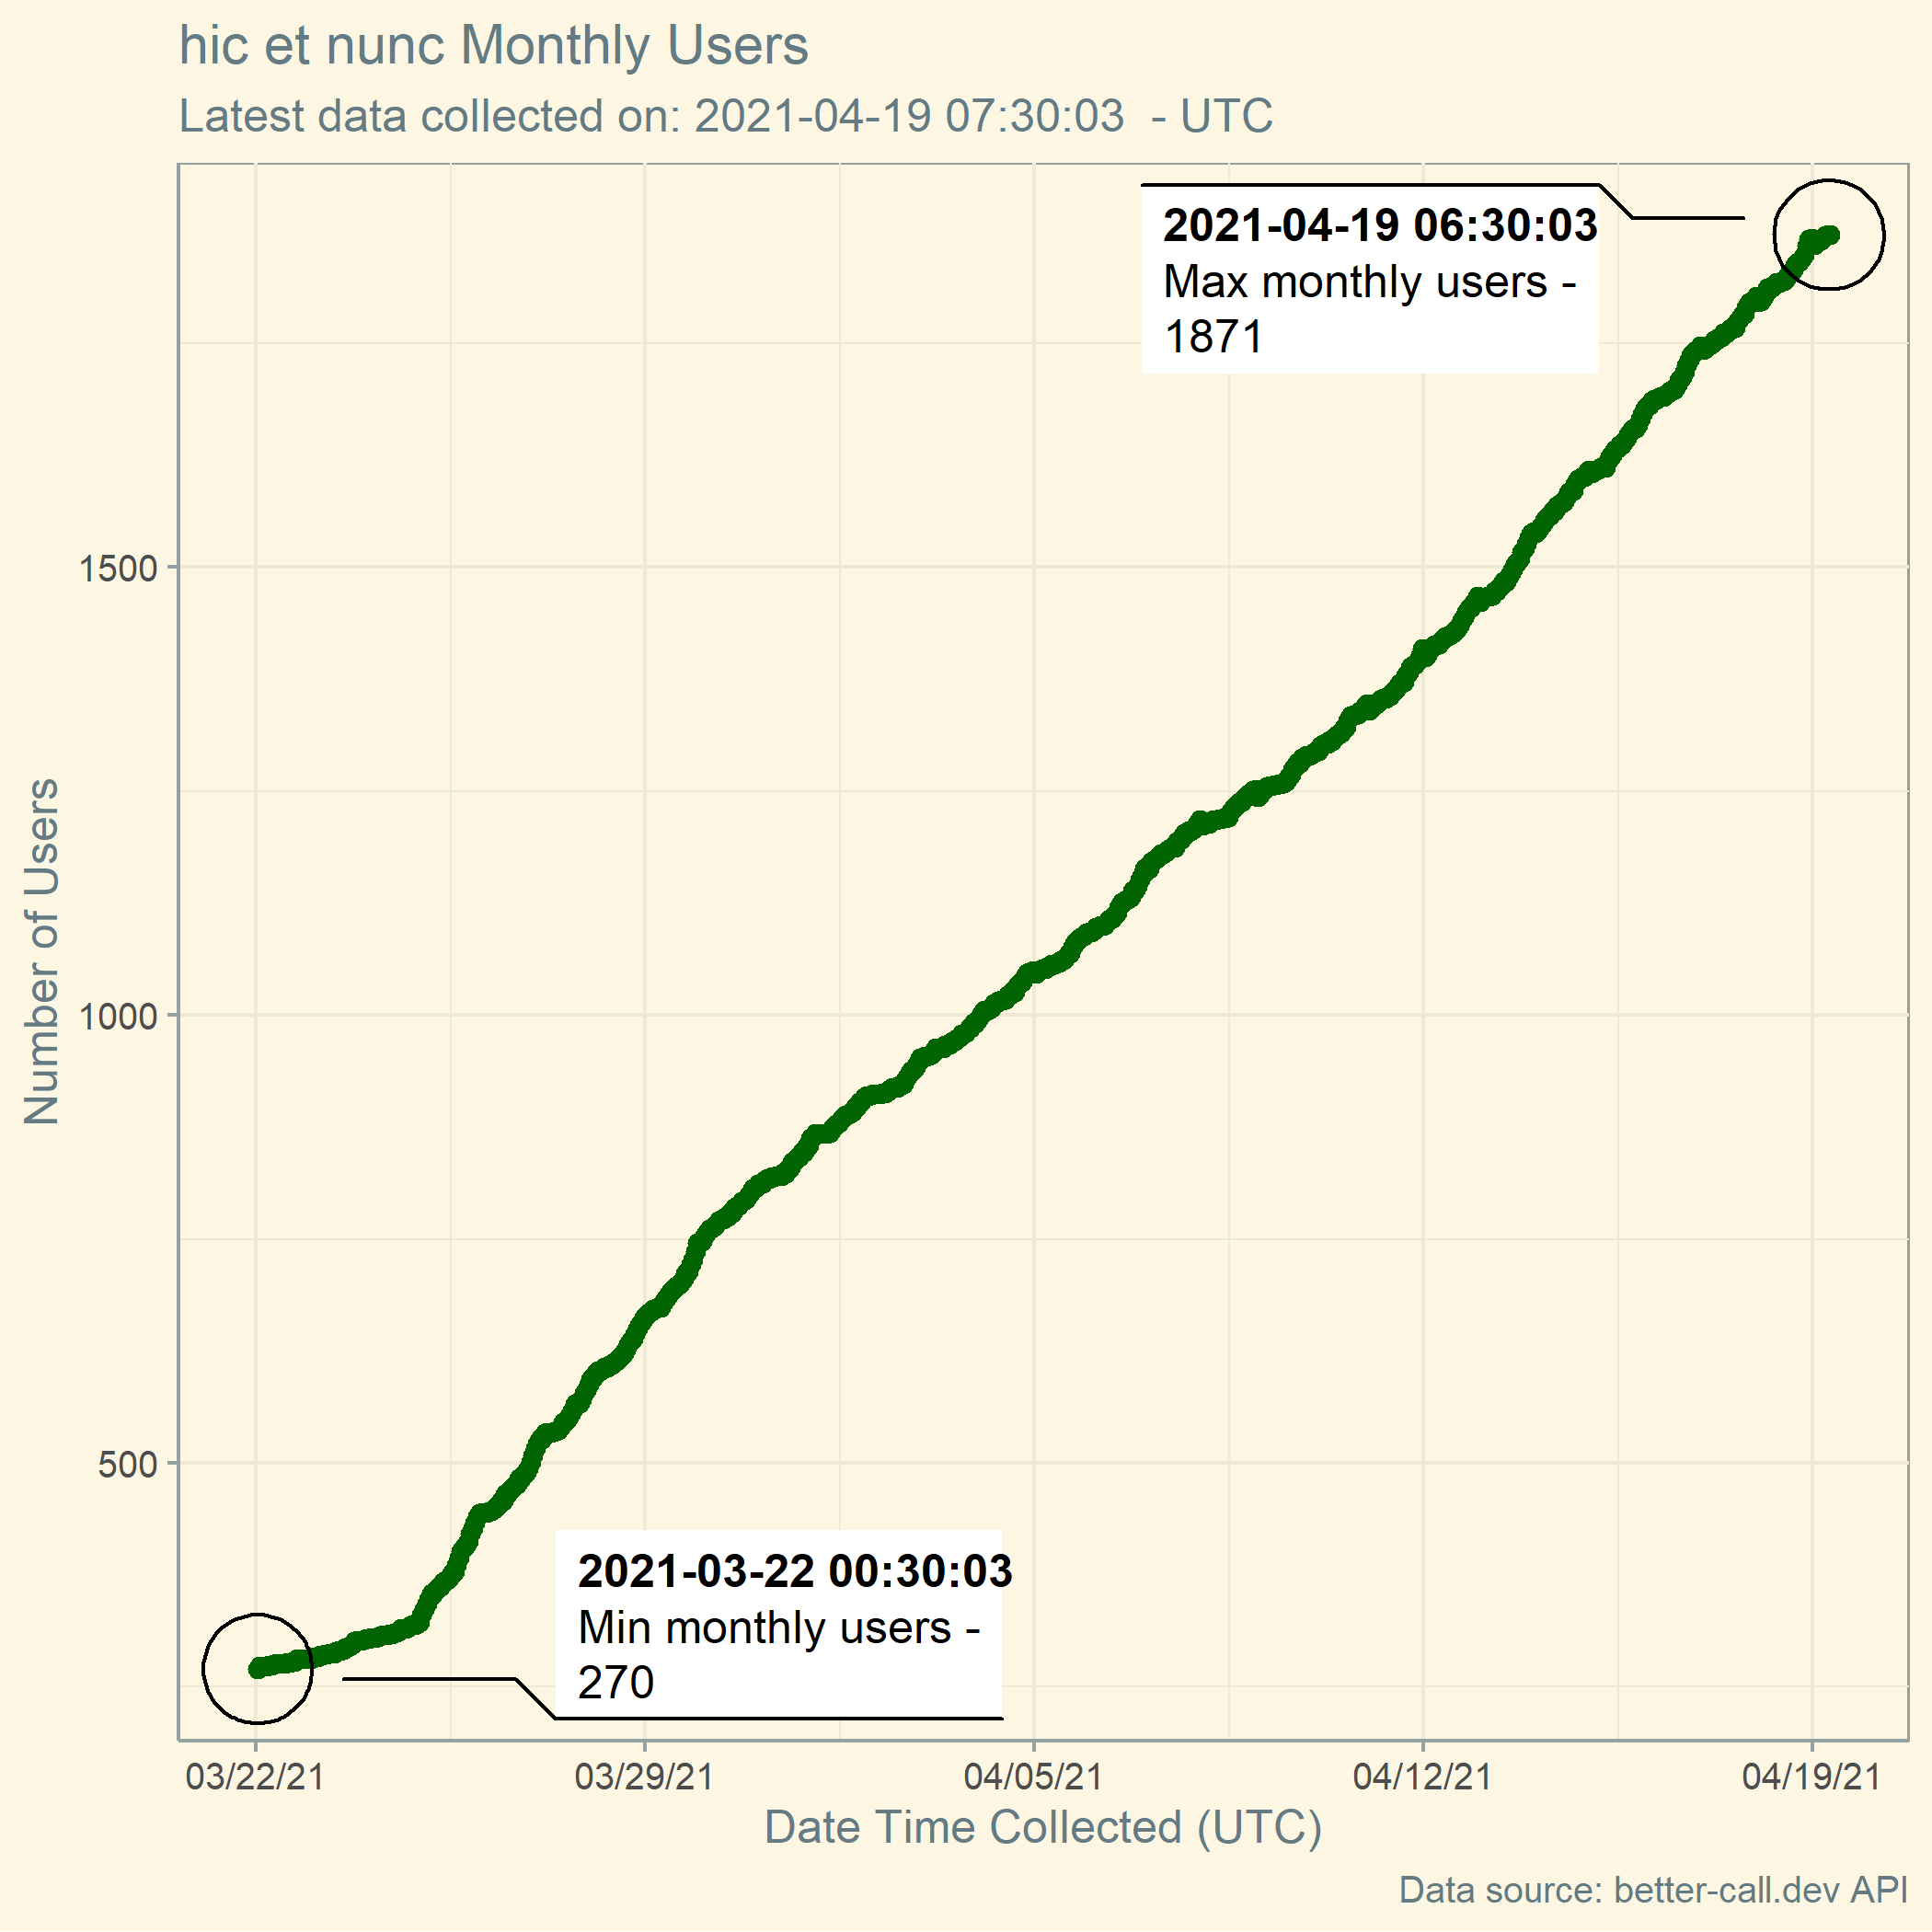 hic et nunc Monthly Users
Latest data collected on: 2021-04-19 07:30:03  - UTC
2021-04-19 06:30:03
Max monthly users -
1871
1500
1000
500
Number of Users
2021-03-22 00:30:03
Min monthly users -
270
03/22/21 03/29/21 04/05/21 04/12/21 04/19/21
Date Time Collected (UTC)
Data source: better-call.dev API